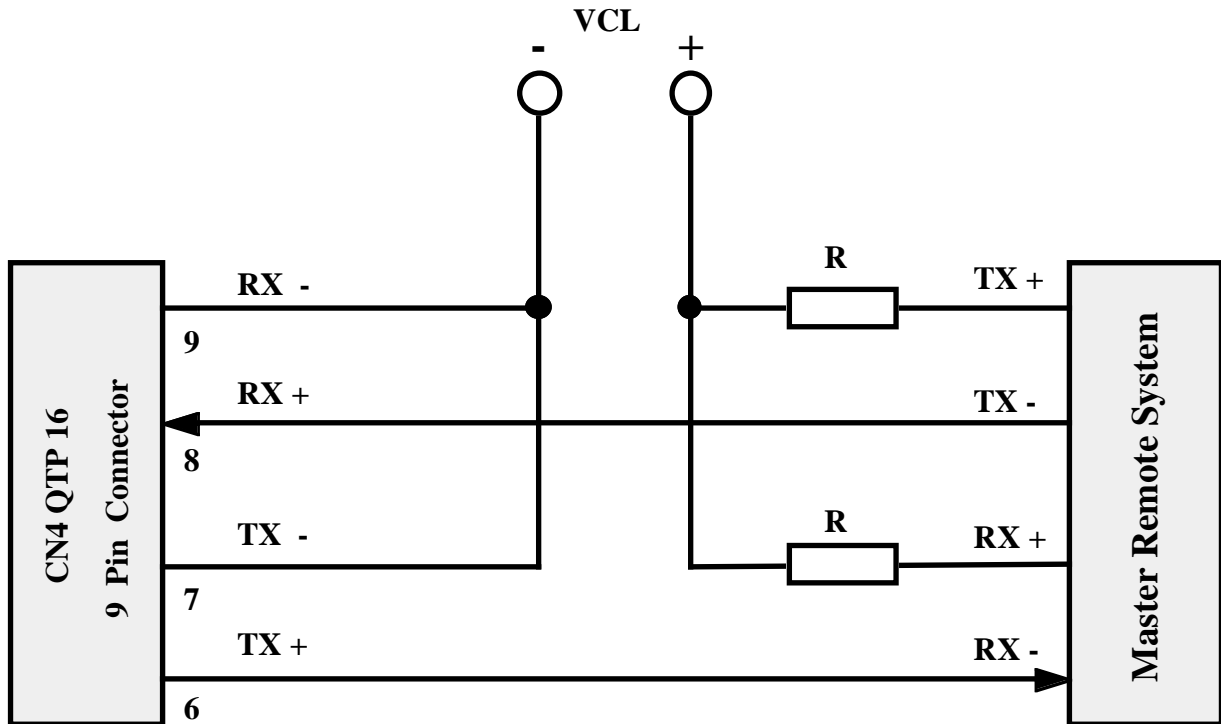 VCL
- +
R
TX +
RX -
9
RX +
TX -
8
R
TX -
RX +
7
TX +
RX -
6
CN4 QTP 16
9 Pin Connector
Master Remote System